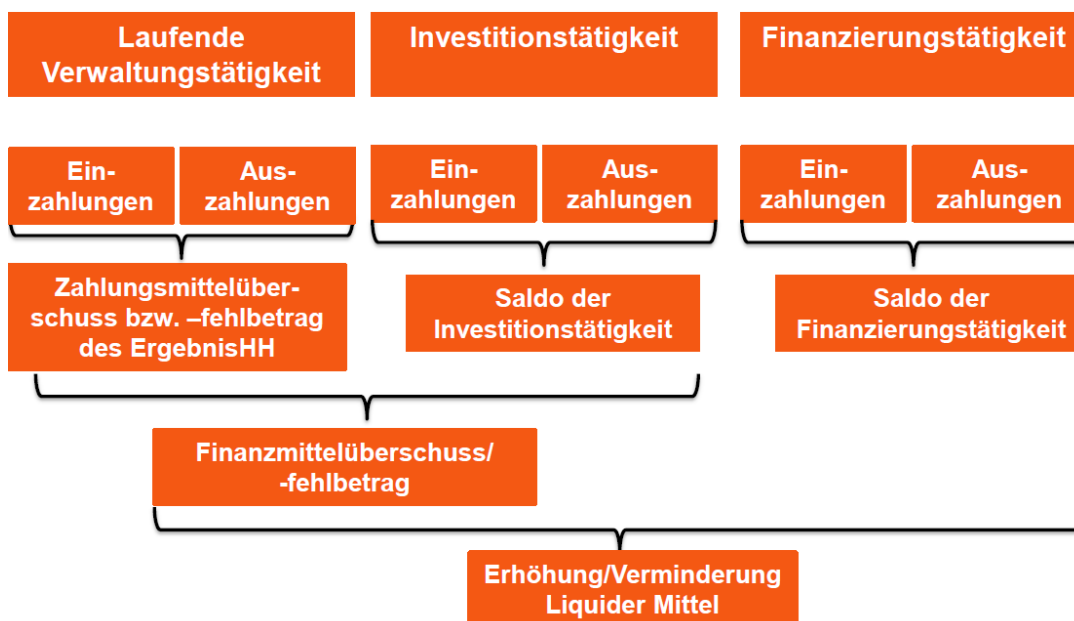 Laufende
Verwaltungstätigkeit
Investitionstätigkeit
Finanzierungstätigkeit
Ein-
zahlungen
Aus-
zahlungen
Ein-
zahlungen
Aus-
zahlungen
Ein-
zahlungen
Aus-
zahlungen
Zahlungsmittelüber-
schuss bzw. –fehlbetrag
des ErgebnisHH
Saldo der
Investitionstätigkeit
Saldo der
Finanzierungstätigkeit
Finanzmittelüberschuss/
-fehlbetrag
Erhöhung/Verminderung
Liquider Mittel